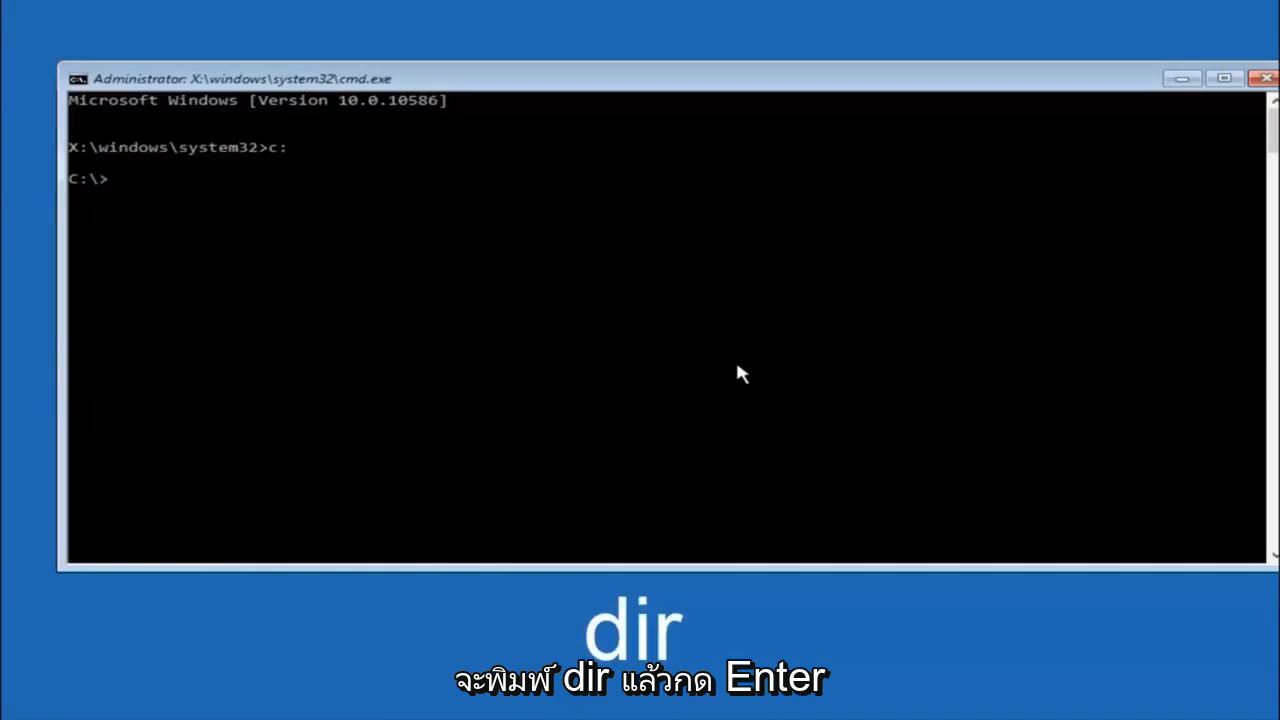 Administrator: X:\windows\system32\cmd.exe
Microsoft Windows [Version 10.0.10586]
X:\windows\system32>c:
C:\>
dir
จะพิมพ์ dir แล้วกด Enter